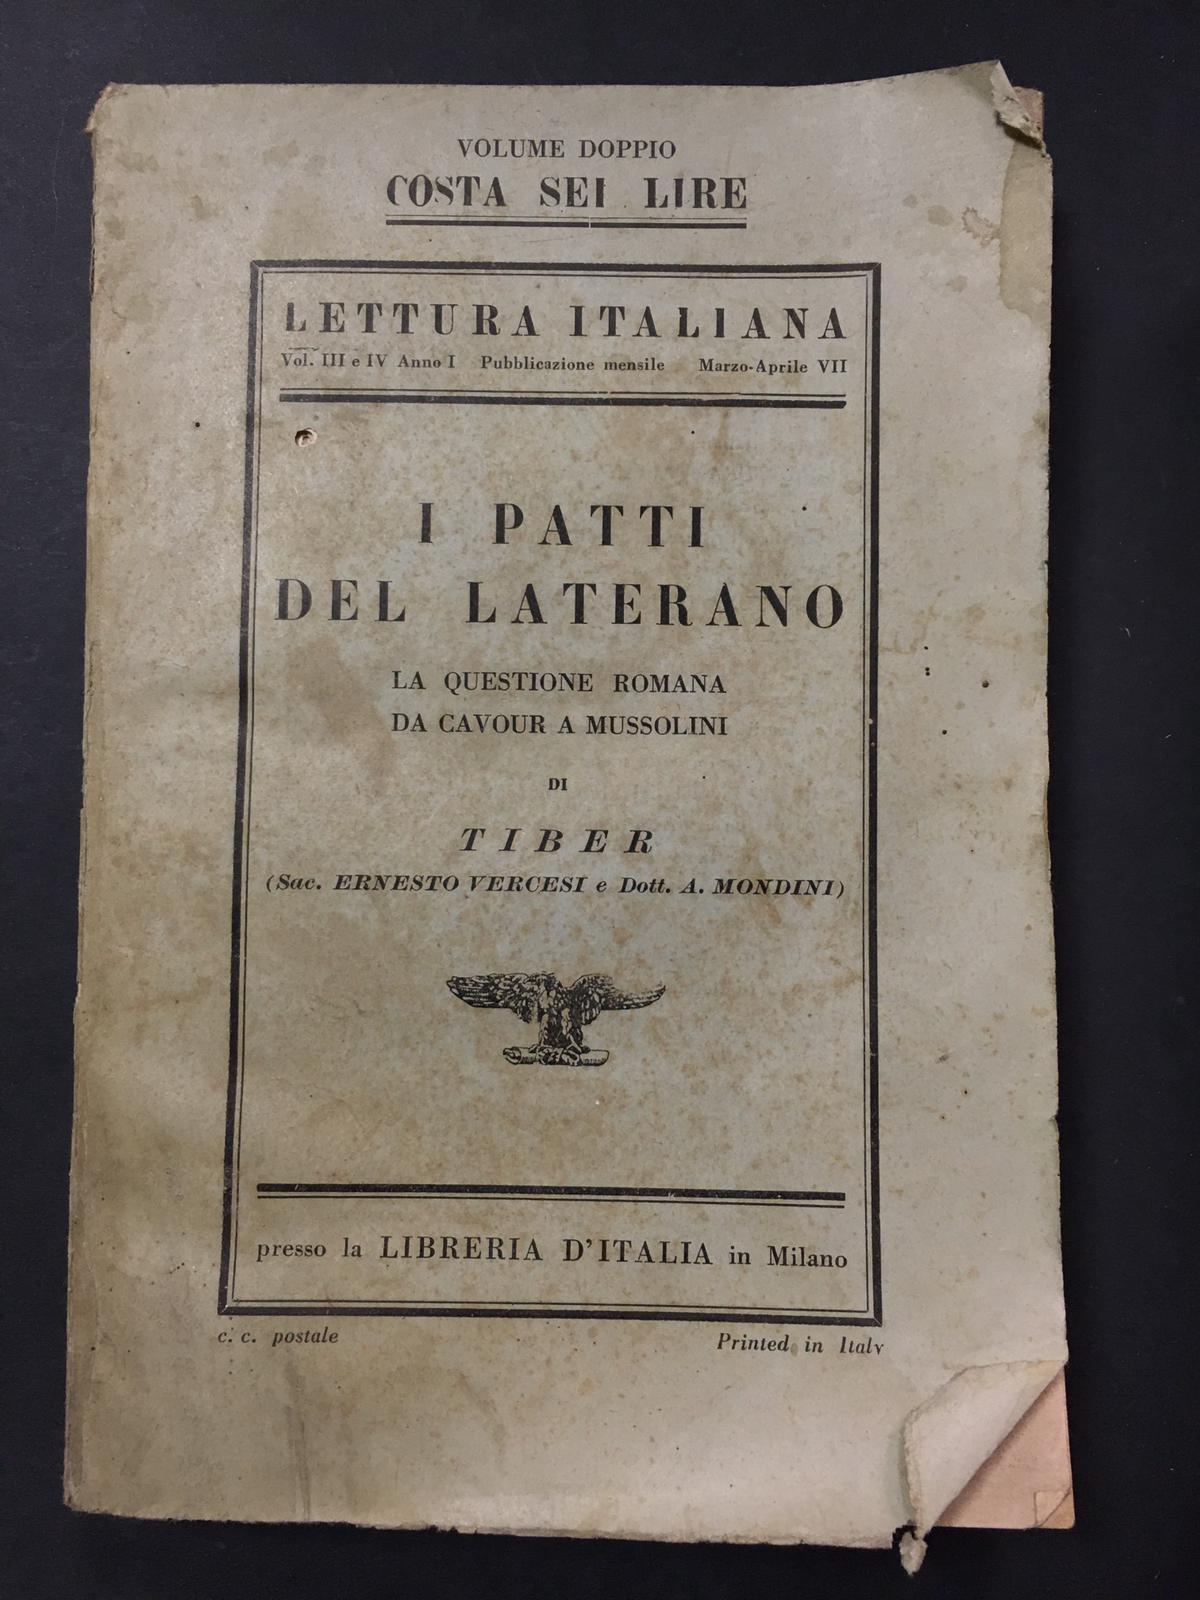 VOLUME DOPPIO
COSTA SEI LIRE
LETTURA ITALIANA
Vol. III e IV Anno I Pubblicazione mensile Marzo-Aprile VII
I PATTI
DEL LATERANO
LA QUESTIONE ROMANA
DA CAVOUR A MUSSOLINI
DI
TIBER
(Sac. ERNESTO VERCESI e Dott. A. MONDINI)
presso la LIBRERIA D'ITALIA in Milano
c. c. postale Printed in Italy